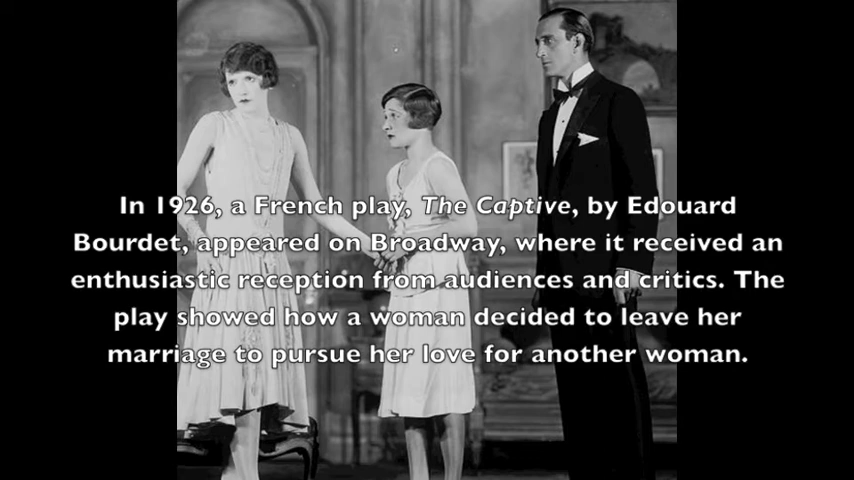 In 1926, a French play, The Captive, by Edouard
Bourdet, appeared on Broadway, where it received an
enthusiastic reception from audiences and critics. The
play showed how a woman decided to leave her
marriage to pursue her love for another woman.